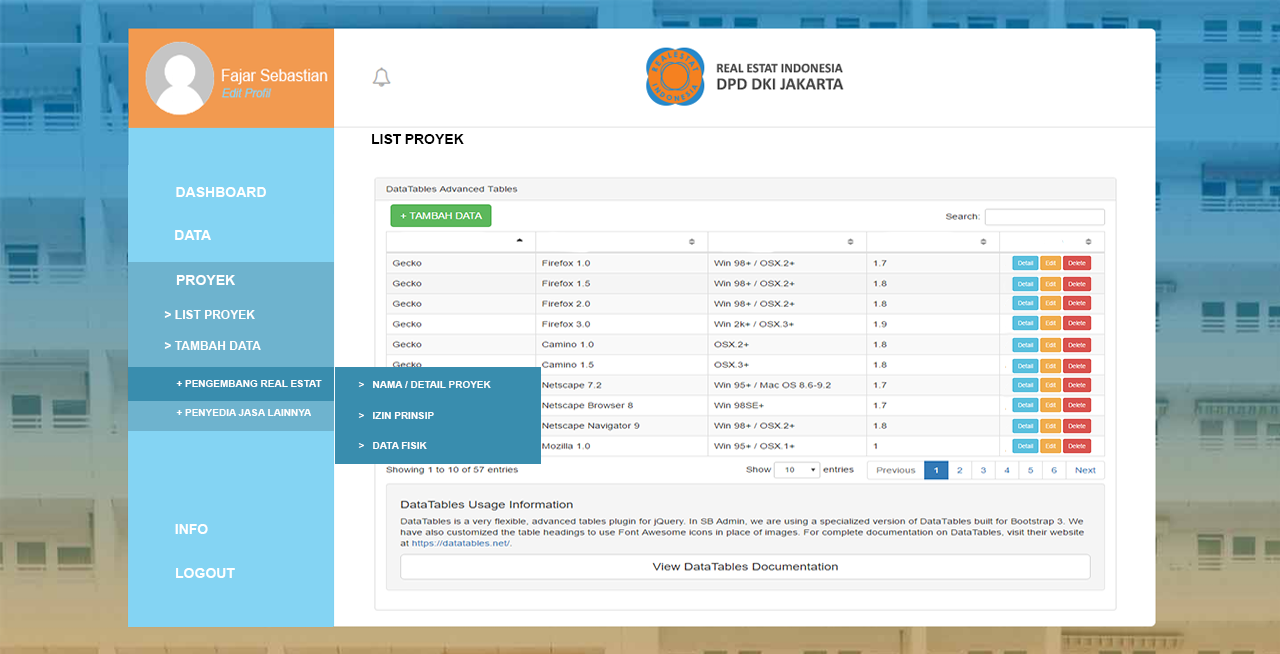 Fajar Sebastian
Edit Profil
REAL ESTAT INDONESIA
REAL ESTAT INDONESIA
DPD DKI JAKARTA
DASHBOARD
DATA
PROYEK
> LIST PROYEK
> TAMBAH DATA
+ PENGEMBANG REAL ESTAT
+ PENYEDIA JASA LAINNYA
> NAMA / DETAIL PROYEK
> IZIN PRINSIP
> DATA FISIK
INFO
LOGOUT
LIST PROYEK
DataTables Advanced Tables
+ TAMBAH DATA
Search:
Gecko Firefox 1.0 Win 98+ / OSX.2+ 1.7 Detail Edit Delete
Gecko Firefox 1.5 Win 98+ / OSX.2+ 1.8 Detail Edit Delete
Gecko Firefox 2.0 Win 98+ / OSX.2+ 1.8 Detail Edit Delete
Gecko Firefox 3.0 Win 2k+ / OSX.3+ 1.9 Detail Edit Delete
Gecko Camino 1.0 OSX.2+ 1.8 Detail Edit Delete
Gecko Camino 1.5 OSX.3+ 1.8 Detail Edit Delete
Netscape 7.2 Win 95+ / Mac OS 8.6-9.2 1.7 Detail Edit Delete
Netscape Browser 8 Win 98SE+ 1.7 Detail Edit Delete
Netscape Navigator 9 Win 98+ / OSX.2+ 1.8 Detail Edit Delete
Mozilla 1.0 Win 95+ / OSX.1+ 1 Detail Edit Delete
Showing 1 to 10 of 57 entries Show 10 entries Previous 1 2 3 4 5 6 Next
DataTables Usage Information
DataTables is a very flexible, advanced tables plugin for jQuery. In SB Admin, we are using a specialized version of DataTables built for Bootstrap 3. We
have also customized the table headings to use Font Awesome icons in place of images. For complete documentation on DataTables, visit their website
at https://datatables.net/.
View DataTables Documentation